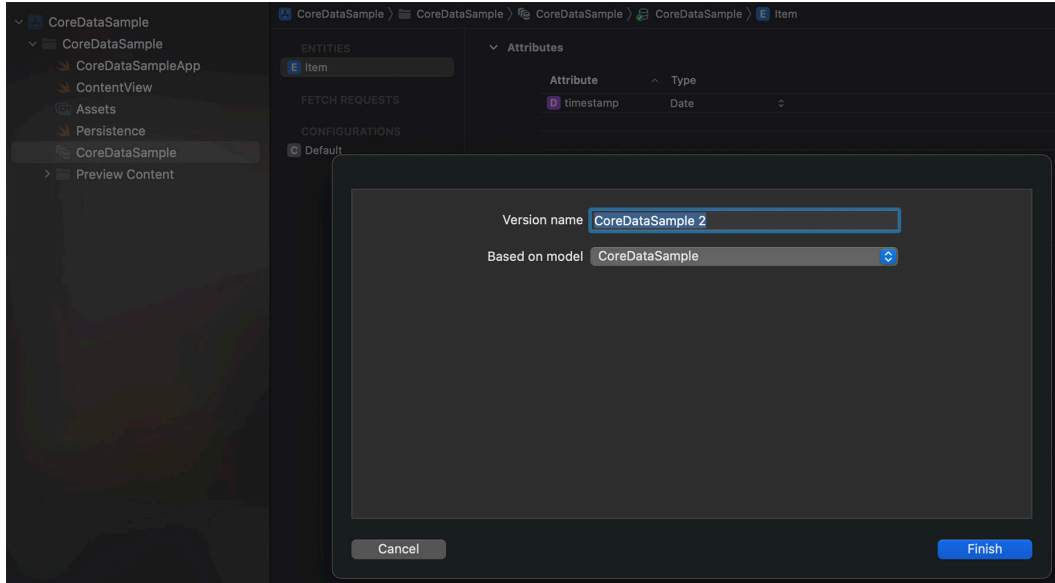 CoreDataSample
CoreDataSample
CoreDataSampleApp
ContentView
Assets
Persistence
CoreDataSample
Preview Content
CoreDataSample 〉 CoreDataSample 〉 CoreDataSample 〉 CoreDataSample 〉 E Item
ENTITIES
E Item
FETCH REQUESTS
CONFIGURATIONS
C Default
Attributes
Attribute Type
D timestamp Date
Version name CoreDataSample 2
Based on model CoreDataSample
Cancel Finish